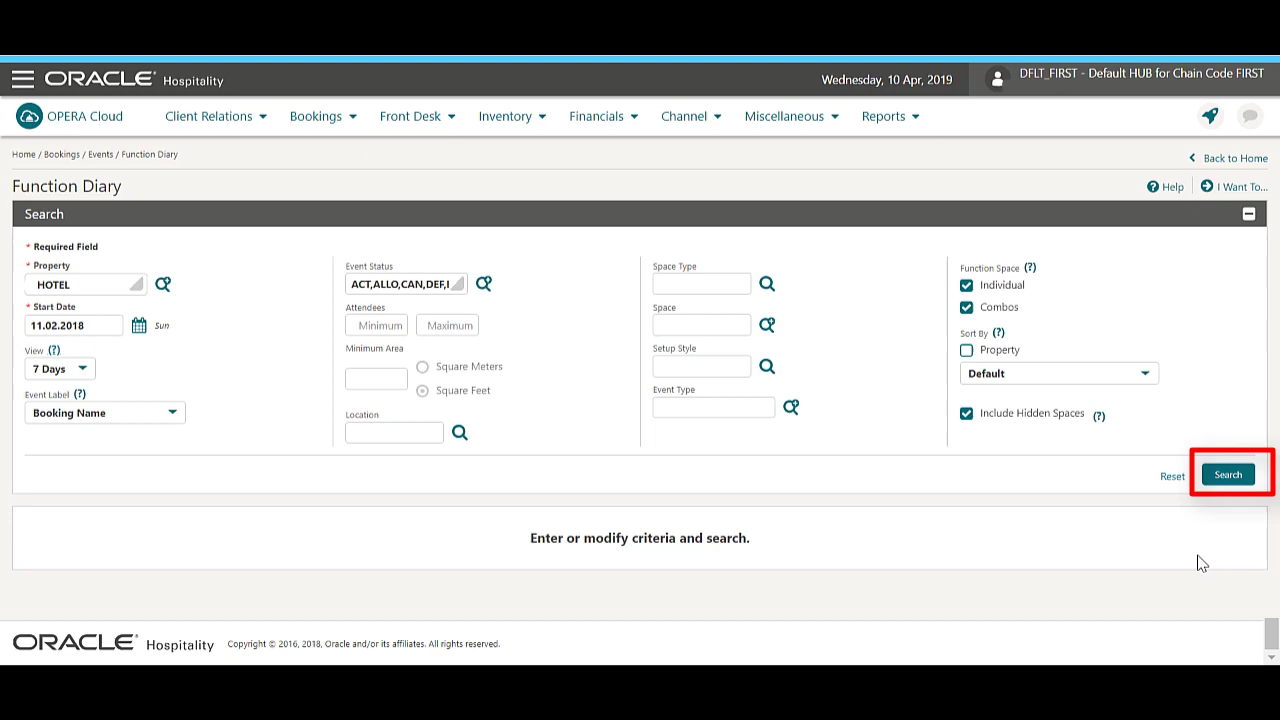 ORACLE® Hospitality
Wednesday, 10 Apr, 2019
DFLT_FIRST - Default HUB for Chain Code FIRST
OPERA Cloud
Client Relations
Bookings
Front Desk
Inventory
Financials
Channel
Miscellaneous
Reports
Home / Bookings / Events / Function Diary
Back to Home
Function Diary
Help
I Want To...
Search
* Required Field
* Property
HOTEL
* Start Date
11.02.2018
Sun
View (?)
7 Days
Event Label (?)
Booking Name
Event Status
ACT,ALLO,CAN,DEF,I
Attendees
Minimum
Maximum
Minimum Area
Square Meters
Square Feet
Location
Space Type
Space
Setup Style
Event Type
Function Space (?)
Individual
Combos
Sort By (?)
Property
Default
Include Hidden Spaces (?)
Reset
Search
Enter or modify criteria and search.
ORACLE® Hospitality
Copyright © 2016, 2018, Oracle and/or its affiliates. All rights reserved.